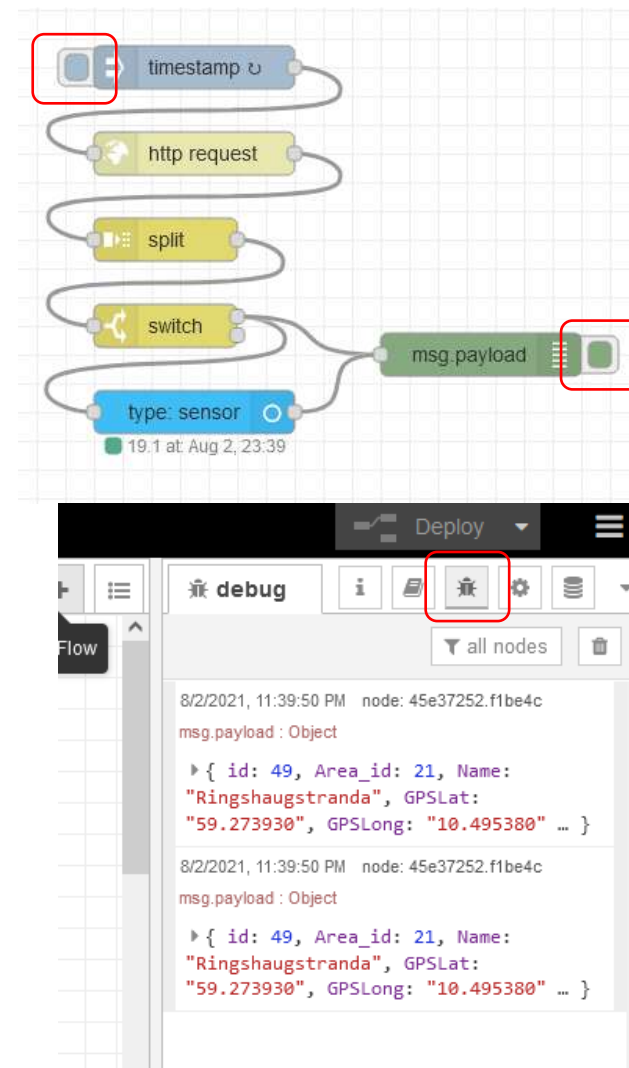 timestamp ↻
http request
split
switch
msg.payload
type: sensor
19.1 at: Aug 2, 23:39
Deploy
debug
i
Flow
all nodes
8/2/2021, 11:39:50 PM node: 45e37252.f1be4c
msg.payload : Object
{ id: 49, Area_id: 21, Name:
"Ringshaugstranda", GPSLat:
"59.273930", GPSLong: "10.495380" … }
8/2/2021, 11:39:50 PM node: 45e37252.f1be4c
msg.payload : Object
{ id: 49, Area_id: 21, Name:
"Ringshaugstranda", GPSLat:
"59.273930", GPSLong: "10.495380" … }